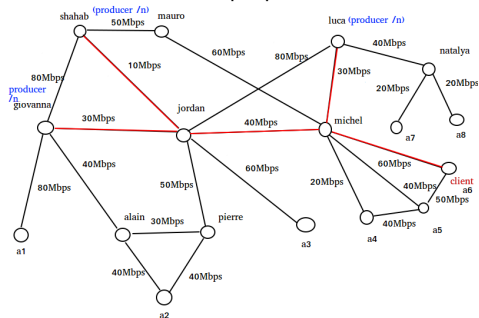 shahab
(producer /n)
mauro
50Mbps
luca
(producer /n)
40Mbps
natalya
60Mbps
80Mbps
10Mbps
30Mbps
80Mbps
20Mbps
20Mbps
producer
/n
giovanna
jordan
michel
30Mbps
40Mbps
a7
a8
40Mbps
60Mbps
60Mbps
client
a6
80Mbps
50Mbps
20Mbps
40Mbps
50Mbps
alain
30Mbps
pierre
a3
a4
40Mbps
a5
a1
40Mbps
40Mbps
a2